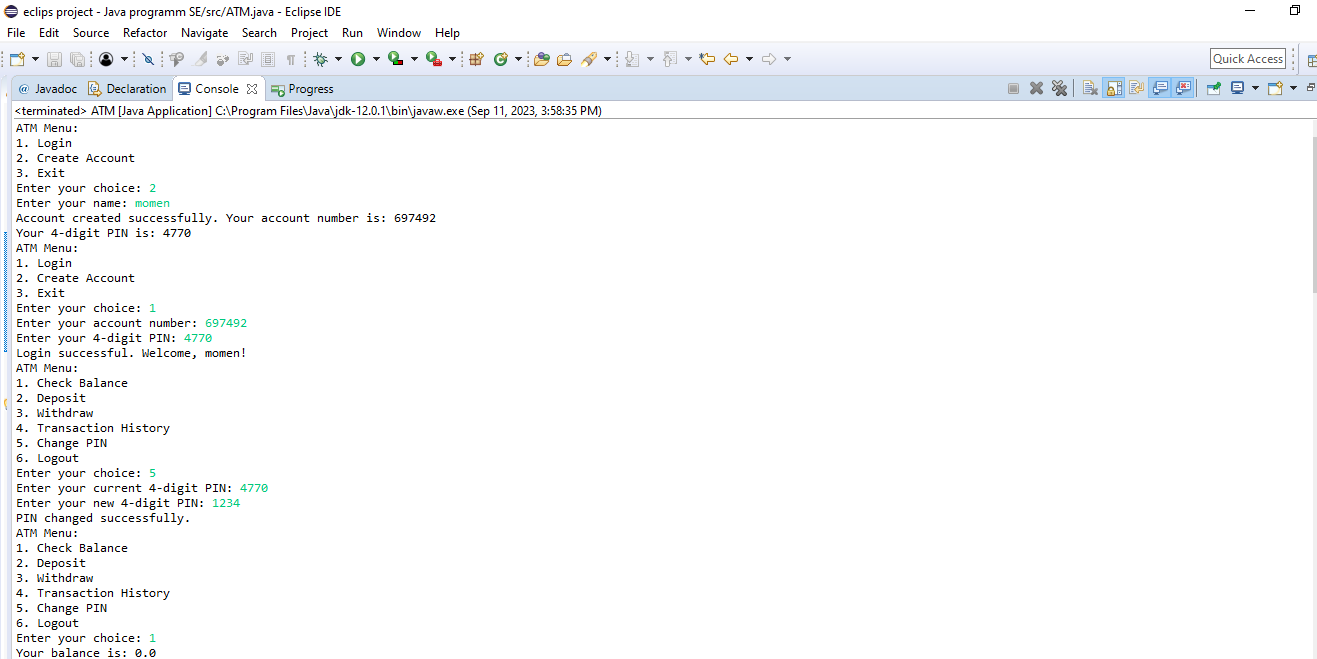 eclips project - Java programm SE/src/ATM.java - Eclipse IDE
File Edit Source Refactor Navigate Search Project Run Window Help
Quick Access
@ Javadoc Declaration Console Progress
<terminated> ATM [Java Application] C:\Program Files\Java\jdk-12.0.1\bin\javaw.exe (Sep 11, 2023, 3:58:35 PM)
ATM Menu:
1. Login
2. Create Account
3. Exit
Enter your choice: 2
Enter your name: momen
Account created successfully. Your account number is: 697492
Your 4-digit PIN is: 4770
ATM Menu:
1. Login
2. Create Account
3. Exit
Enter your choice: 1
Enter your account number: 697492
Enter your 4-digit PIN: 4770
Login successful. Welcome, momen!
ATM Menu:
1. Check Balance
2. Deposit
3. Withdraw
4. Transaction History
5. Change PIN
6. Logout
Enter your choice: 5
Enter your current 4-digit PIN: 4770
Enter your new 4-digit PIN: 1234
PIN changed successfully.
ATM Menu:
1. Check Balance
2. Deposit
3. Withdraw
4. Transaction History
5. Change PIN
6. Logout
Enter your choice: 1
Your balance is: 0.0